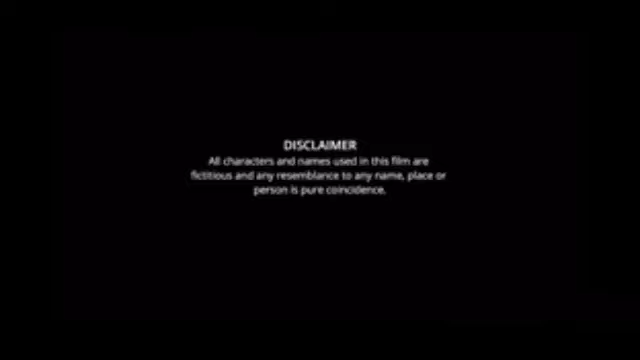 DISCLAIMER
All characters and names used in this film are
fictitious and any resemblance to any name, place or
person is pure coincidence.